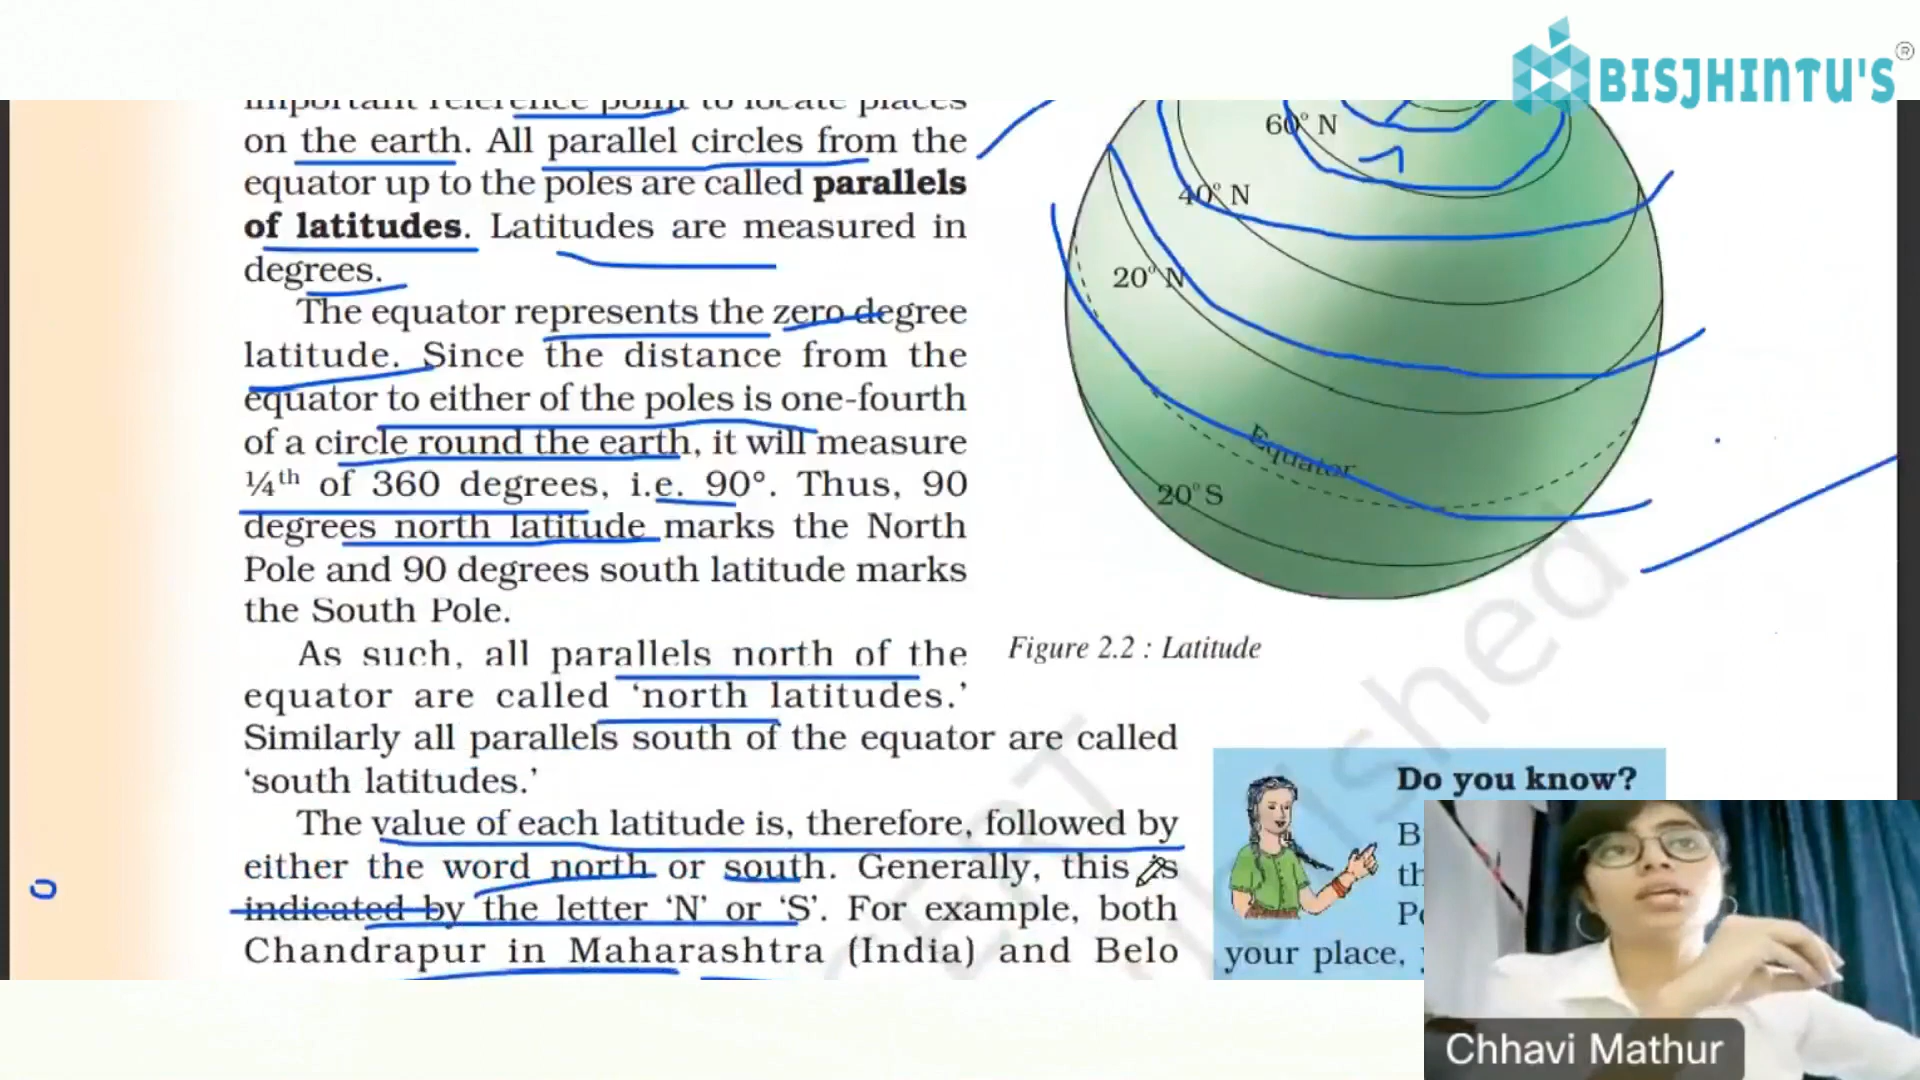 BISJHINTU'S
®
important reference point to locate places
on the earth. All parallel circles from the
equator up to the poles are called parallels
of latitudes. Latitudes are measured in
degrees.
The equator represents the zero degree
latitude. Since the distance from the
equator to either of the poles is one-fourth
of a circle round the earth, it will measure
¼th of 360 degrees, i.e. 90°. Thus, 90
degrees north latitude marks the North
Pole and 90 degrees south latitude marks
the South Pole.
As such, all parallels north of the
equator are called ‘north latitudes.’
Similarly all parallels south of the equator are called
‘south latitudes.’
The value of each latitude is, therefore, followed by
either the word north or south. Generally, this is
indicated by the letter ‘N’ or ‘S’. For example, both
Chandrapur in Maharashtra (India) and Belo
60° N
40° N
20° N
Equator
20° S
Figure 2.2 : Latitude
Do you know?
your place,
Chhavi Mathur